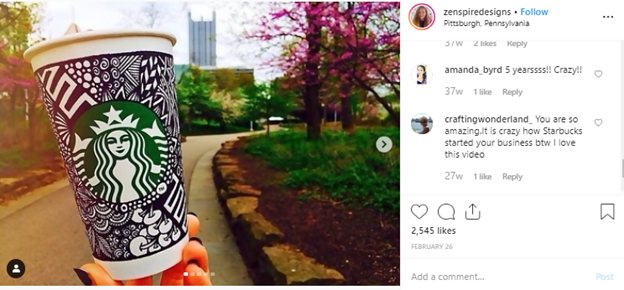 zenspiredesigns • Follow
Pittsburgh, Pennsylvania
37w 2 likes Reply
amanda_byrd 5 yearssss!! Crazy!!
37w 1 like Reply
craftingwonderland_ You are so
amazing.It is crazy how Starbucks
started your business btw I love
this video
27w 1 like Reply
2,545 likes
FEBRUARY 26
Add a comment...
Post